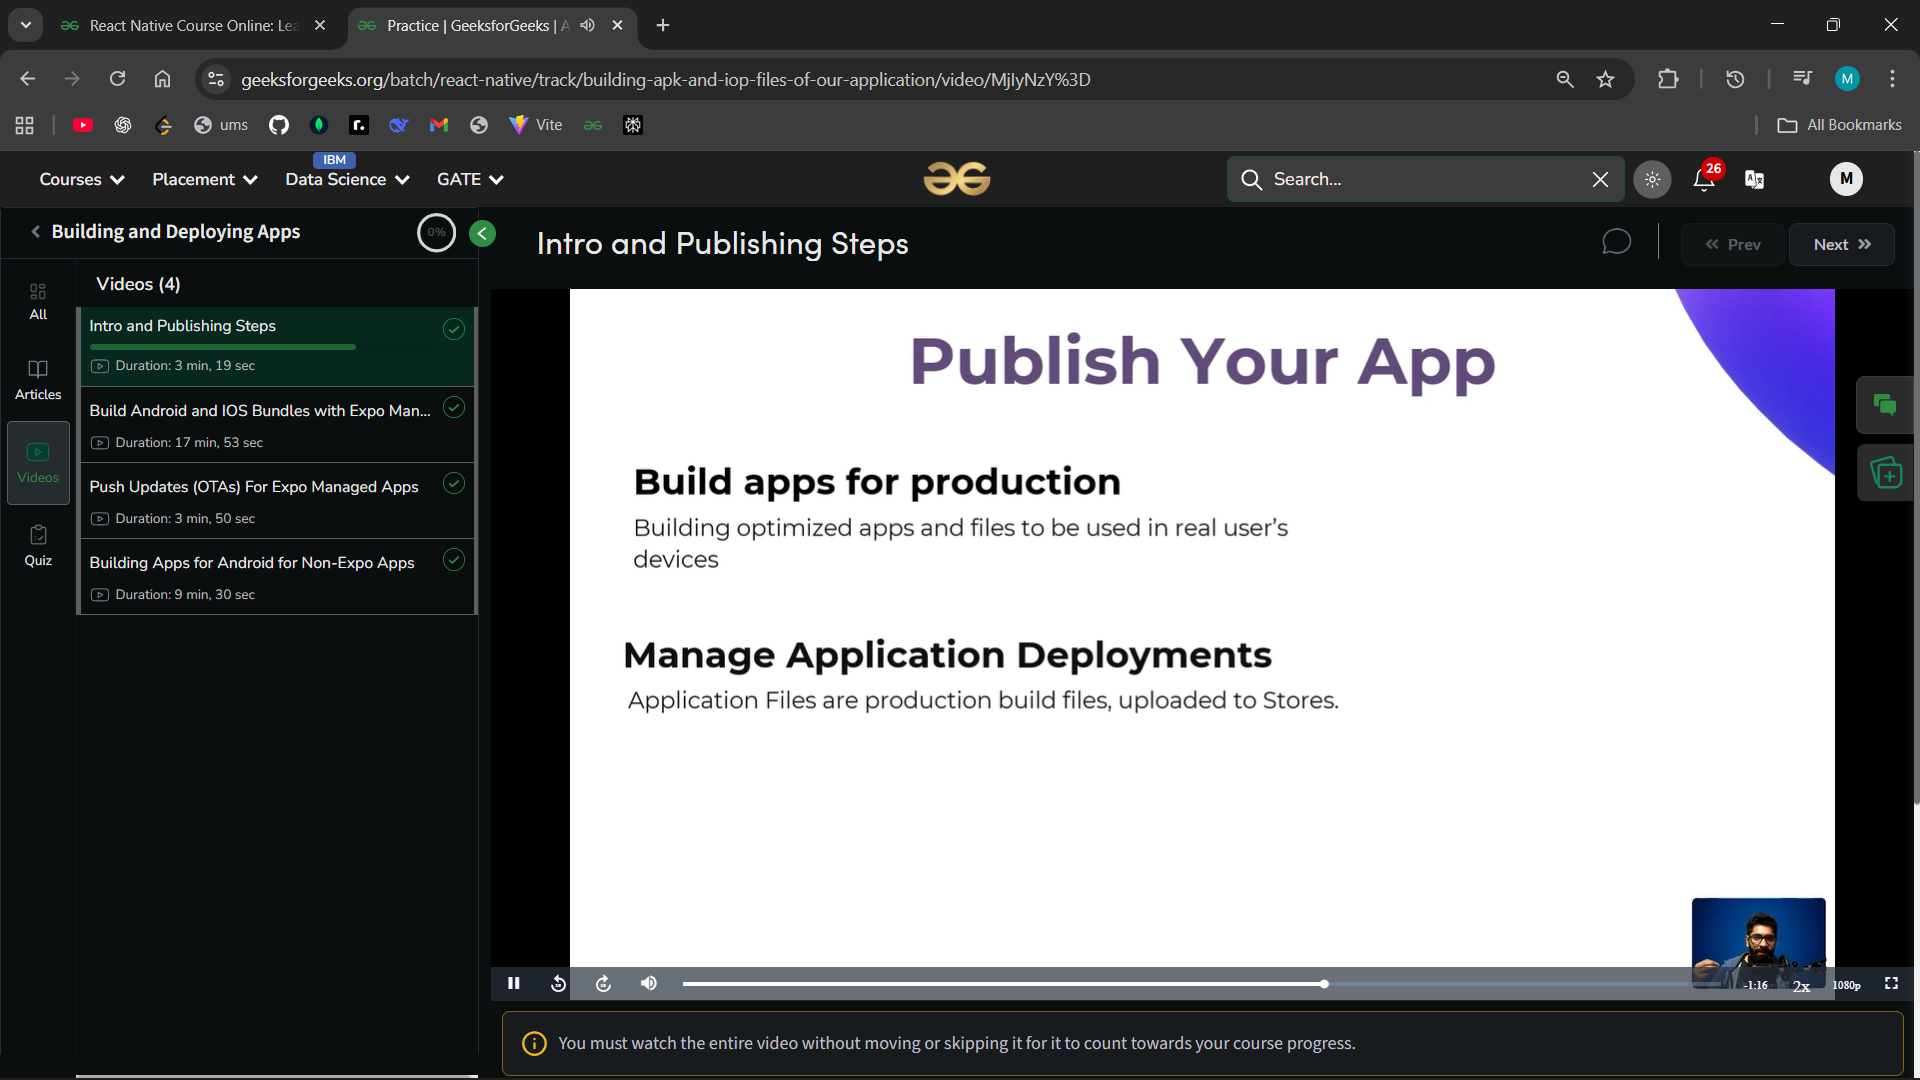 React Native Course Online: Lea
Practice | GeeksforGeeks | A
geeksforgeeks.org/batch/react-native/track/building-apk-and-iop-files-of-our-application/video/MjIyNzY%3D
M
ums
Vite
All Bookmarks
Courses
Placement
IBM
Data Science
GATE
Search...
26
M
Building and Deploying Apps
0%
Intro and Publishing Steps
Prev
Next
All
Articles
Videos
Quiz
Videos (4)
Intro and Publishing Steps
Duration: 3 min, 19 sec
Build Android and IOS Bundles with Expo Man...
Duration: 17 min, 53 sec
Push Updates (OTAs) For Expo Managed Apps
Duration: 3 min, 50 sec
Building Apps for Android for Non-Expo Apps
Duration: 9 min, 30 sec
Publish Your App
Build apps for production
Building optimized apps and files to be used in real user’s
devices
Manage Application Deployments
Application Files are production build files, uploaded to Stores.
-1:16
2x
1080p
You must watch the entire video without moving or skipping it for it to count towards your course progress.